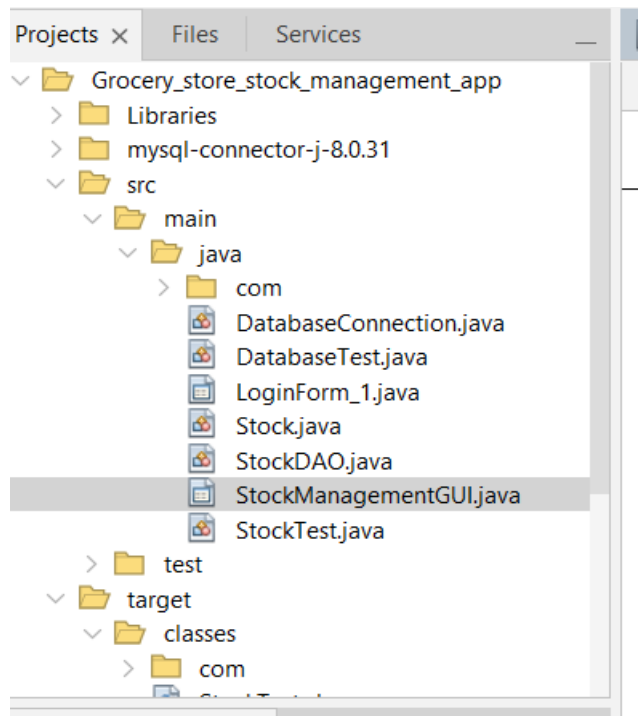 Projects × Files Services
Grocery_store_stock_management_app
Libraries
mysql-connector-j-8.0.31
src
main
java
com
DatabaseConnection.java
DatabaseTest.java
LoginForm_1.java
Stock.java
StockDAO.java
StockManagementGUI.java
StockTest.java
test
target
classes
com